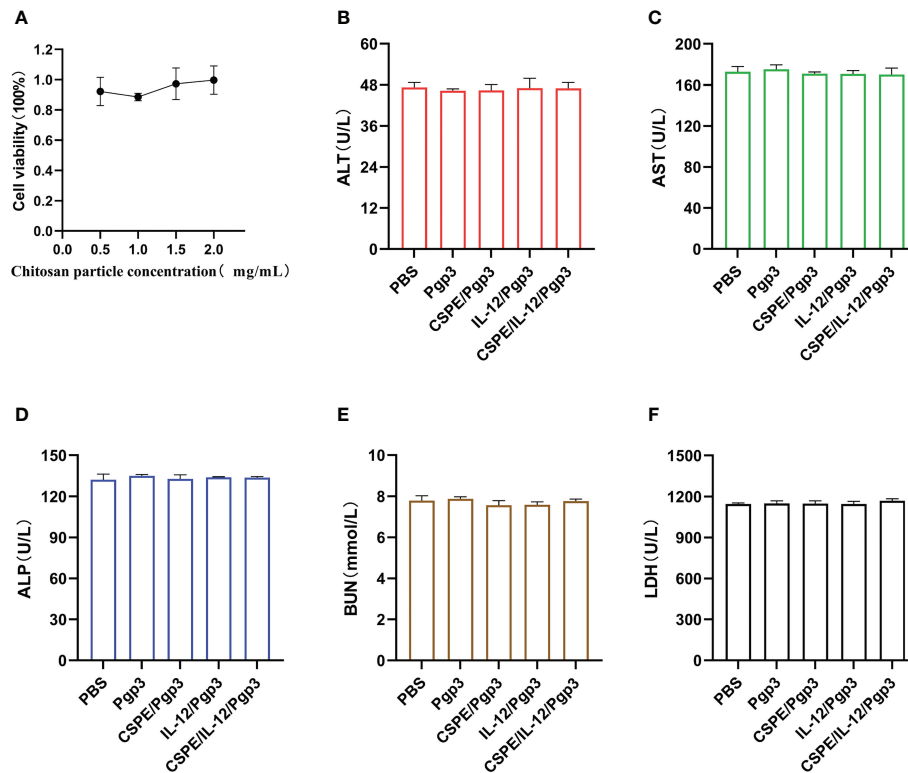 A
Cell viability(100%)
1.2
1.0
0.8
0.6
0.4
0.2
0.0
0.0 0.5 1.0 1.5 2.0
Chitosan particle concentration( mg/mL)
B
ALT(U/L)
60
48
36
24
12
0
PBS
Pgp3
CSPE/Pgp3
IL-12/Pgp3
CSPE/IL-12/Pgp3
C
AST(U/L)
200
160
120
80
40
0
PBS
Pgp3
CSPE/Pgp3
IL-12/Pgp3
CSPE/IL-12/Pgp3
D
ALP(U/L)
150
120
90
60
30
0
PBS
Pgp3
CSPE/Pgp3
IL-12/Pgp3
CSPE/IL-12/Pgp3
E
BUN(mmol/L)
10
8
6
4
2
0
PBS
Pgp3
CSPE/Pgp3
IL-12/Pgp3
CSPE/IL-12/Pgp3
F
LDH(U/L)
1500
1200
900
600
300
0
PBS
Pgp3
CSPE/Pgp3
IL-12/Pgp3
CSPE/IL-12/Pgp3